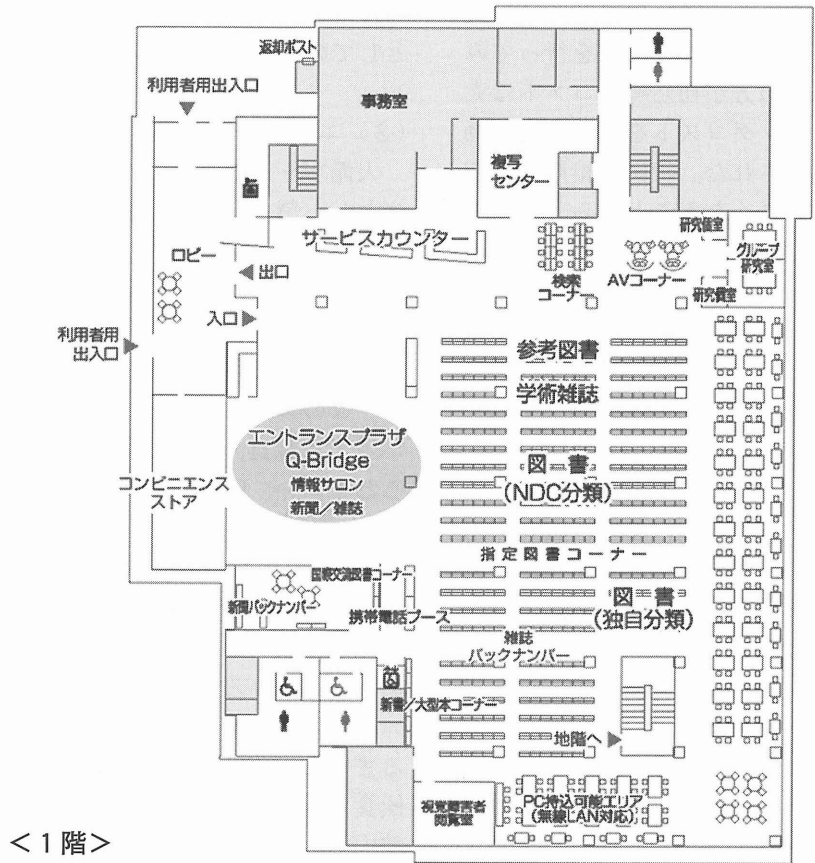 返却ポスト
利用者用出入口
事務室
複写
センター
研究個室
サービスカウンター
グループ
研究室
ロビー
出口
検索
コーナー
AVコーナー
研究個室
入口
利用者用
出入口
参考図書
学術雑誌
エントランスプラザ
Q-Bridge
情報サロン
新聞/雑誌
図書
(NDC分類)
コンビニエンス
ストア
指定図書コーナー
国際交流図書コーナー
新聞バックナンバー
携帯電話ブース
図書
(独自分類)
雑誌
バックナンバー
新書/大型本コーナー
地階へ
視覚障害者
閲覧室
PC持込可能エリア
(無線LAN対応)
<1階>